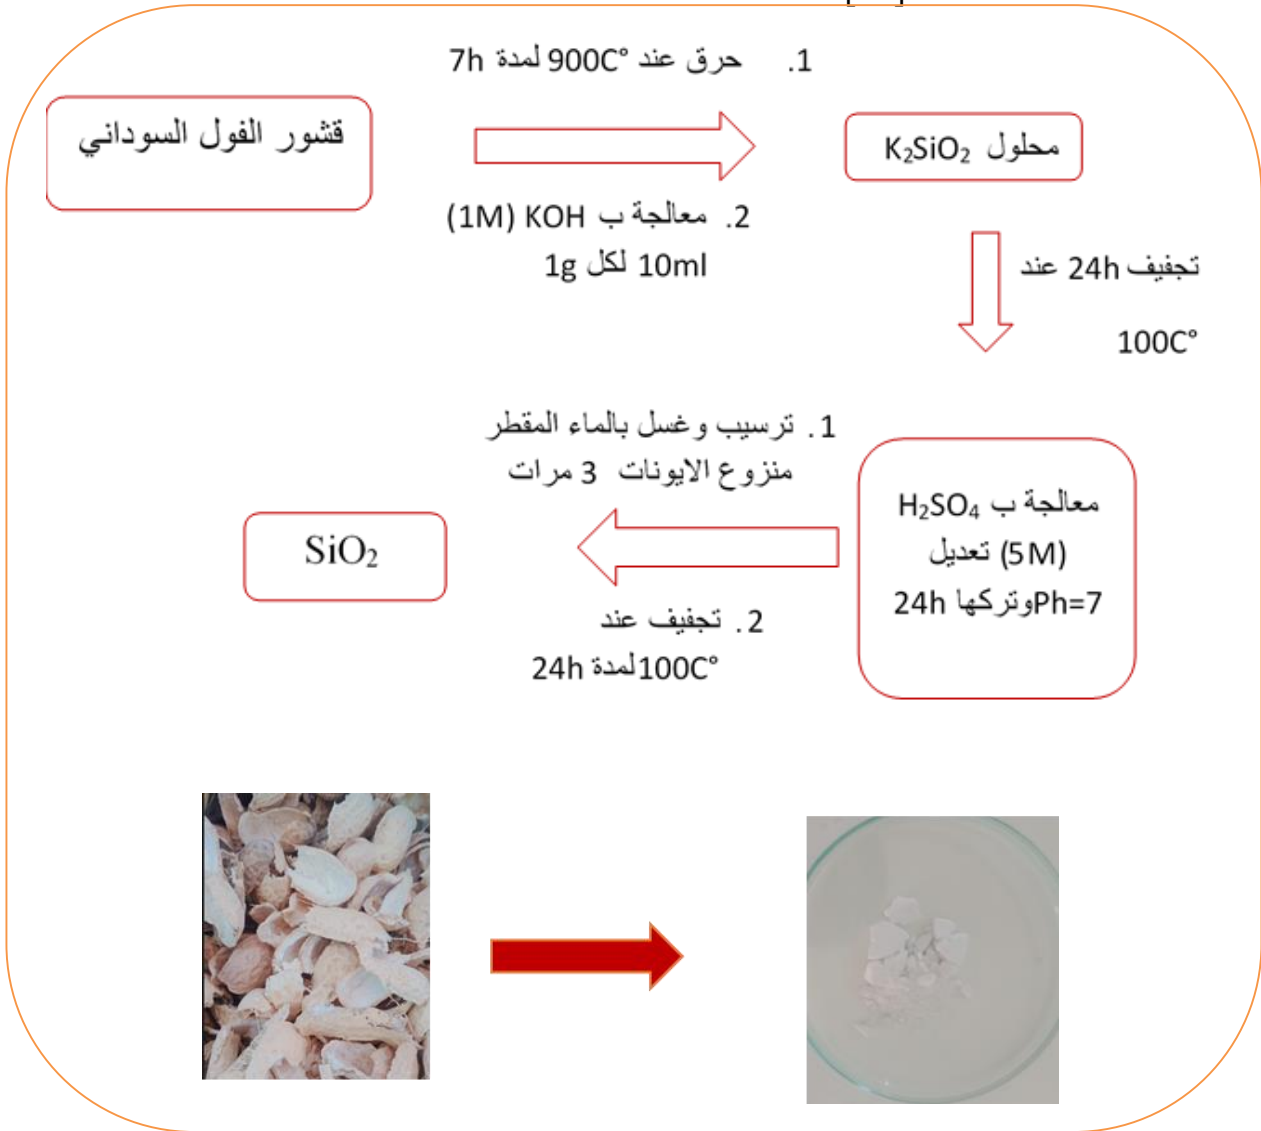 1. حرق عند 900C° لمدة 7h
قشور الفول السوداني
محلول K₂SiO₂
2. معالجة ب KOH (1M)
10ml لكل 1g
تجفيف 24h عند
100C°
1. ترسيب وغسل بالماء المقطر
منزوع الايونات 3 مرات
معالجة ب H₂SO₄
(5M) تعديل
Ph=7وتركها 24h
SiO₂
2. تجفيف عند
100C°لمدة 24h